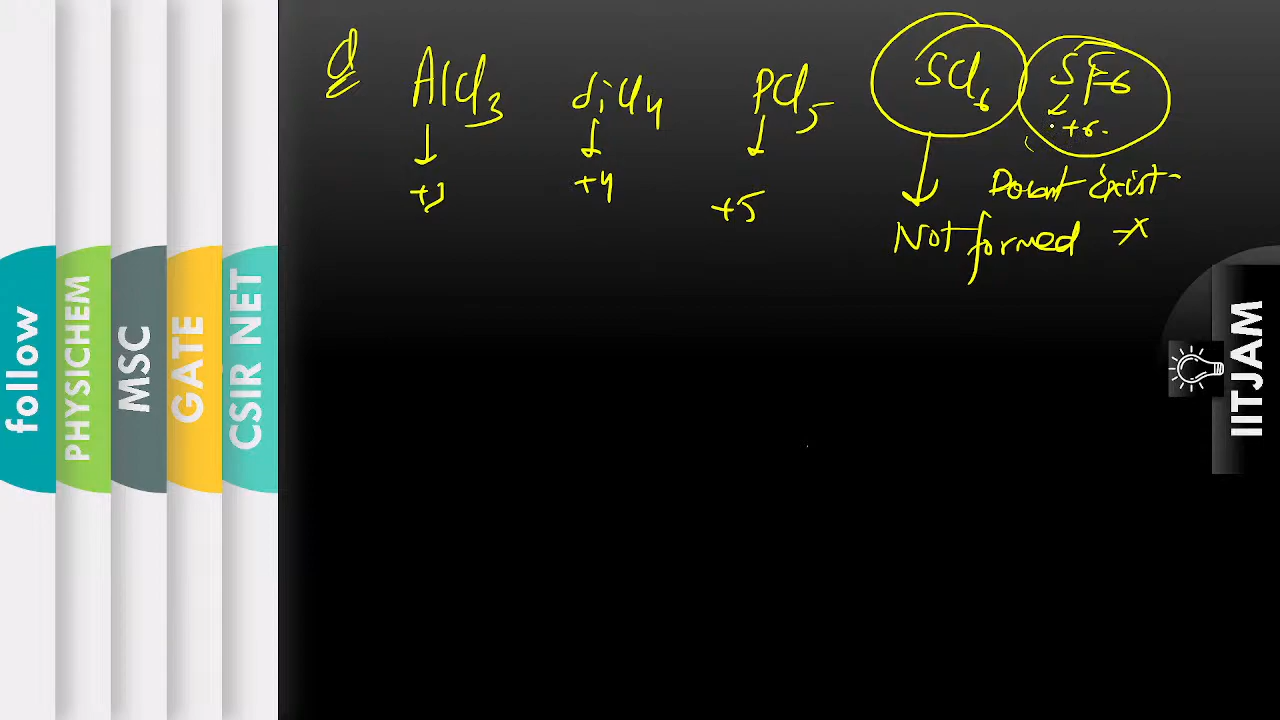 d AlCl3 SiCl4 PCl5 SCl6 SF6
+6
+3 +4 +5 Exist
Not formed
follow
PHYSICHEM
MSC
GATE
CSIR NET
IITJAM